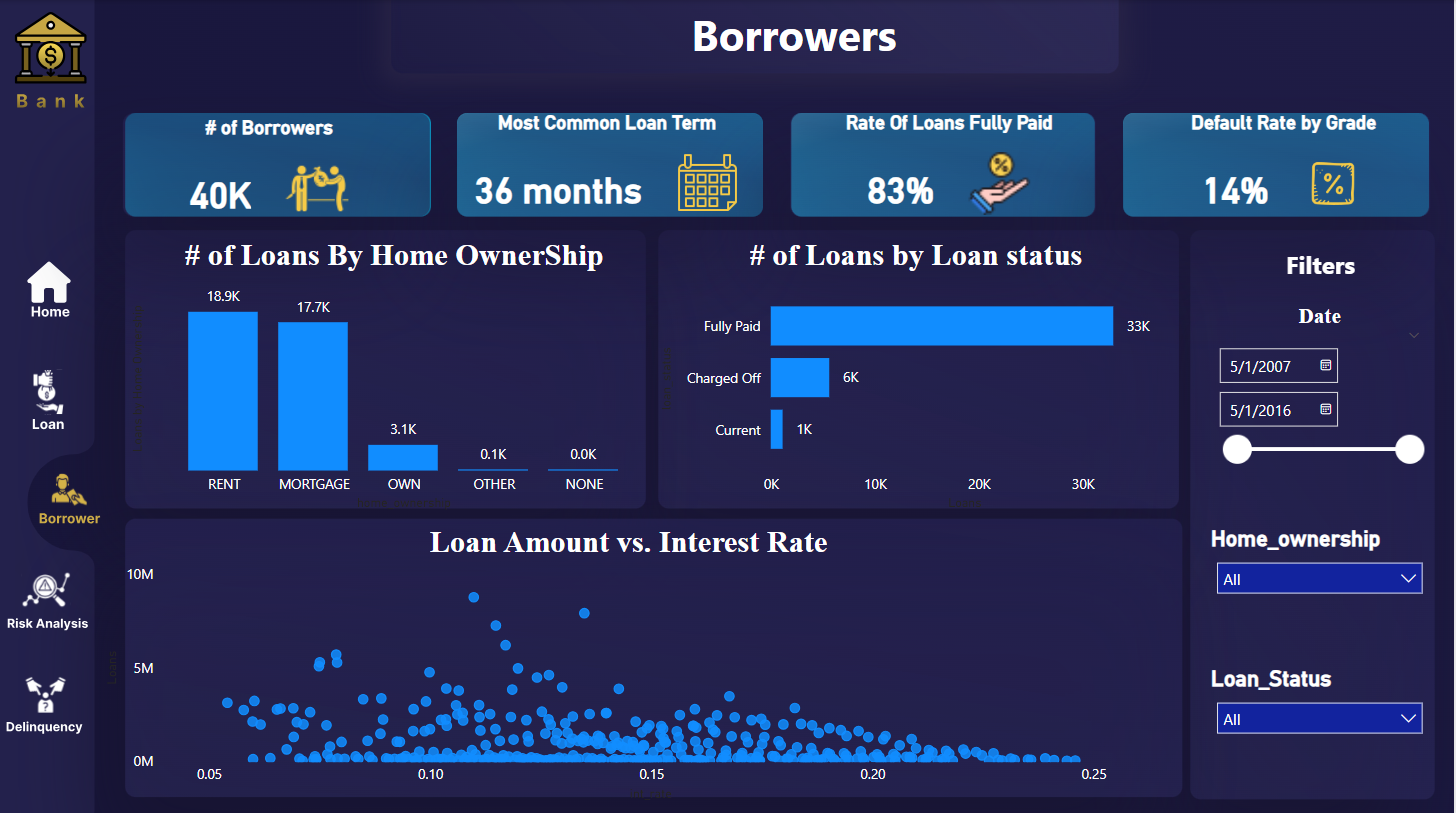 Borrowers
Bank
Home
Loan
Borrower
Risk Analysis
Delinquency
# of Borrowers
40K
Most Common Loan Term
36 months
Rate Of Loans Fully Paid
83%
Default Rate by Grade
14%
# of Loans By Home OwnerShip
18.9K
17.7K
3.1K
0.1K
0.0K
RENT
MORTGAGE
OWN
OTHER
NONE
# of Loans by Loan status
Fully Paid
33K
Charged Off
6K
Current
1K
0K
10K
20K
30K
Loan Amount vs. Interest Rate
10M
5M
0M
0.05
0.10
0.15
0.20
0.25
Filters
Date
5/1/2007
5/1/2016
Home_ownership
All
Loan_Status
All